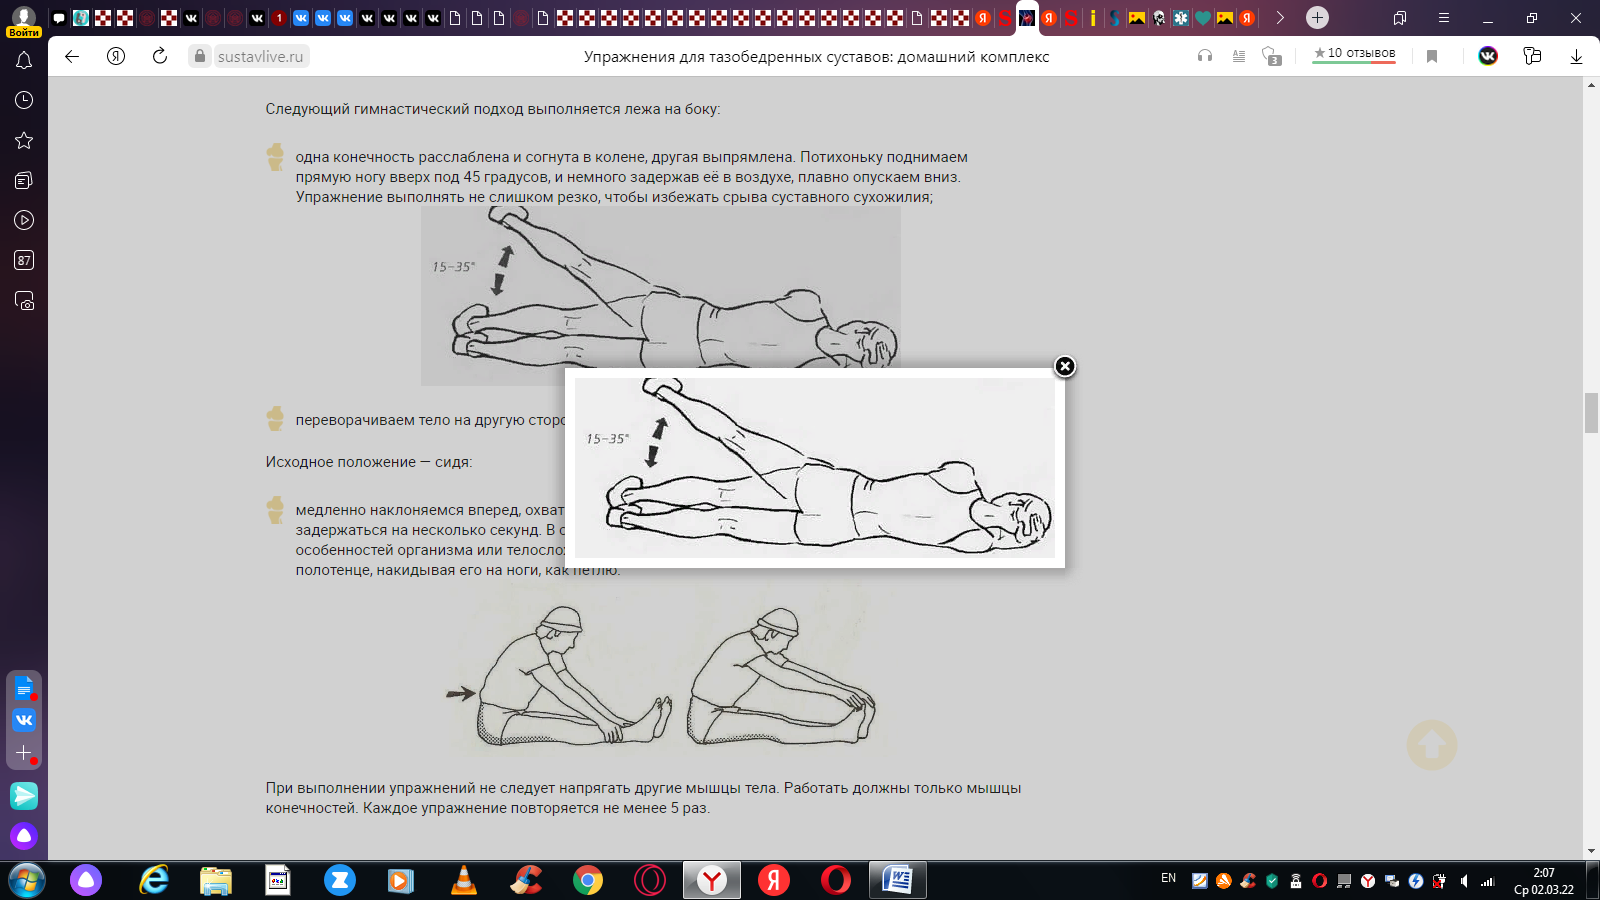 Войти
1
sustavlive.ru
Упражнения для тазобедренных суставов: домашний комплекс
3
★10 отзывов
87
Следующий гимнастический подход выполняется лежа на боку:
одна конечность расслаблена и согнута в колене, другая выпрямлена. Потихоньку поднимаем
прямую ногу вверх под 45 градусов, и немного задержав её в воздухе, плавно опускаем вниз.
Упражнение выполнять не слишком резко, чтобы избежать срыва суставного сухожилия;
15–35°
15–35°
переворачиваем тело на другую сторо
Исходное положение — сидя:
медленно наклоняемся вперед, охват
задержаться на несколько секунд. В с
особенностей организма или телослож
полотенце, накидывая его на ноги, как петлю.
При выполнении упражнений не следует напрягать другие мышцы тела. Работать должны только мышцы
конечностей. Каждое упражнение повторяется не менее 5 раз.
EN
2:07
Ср 02.03.22